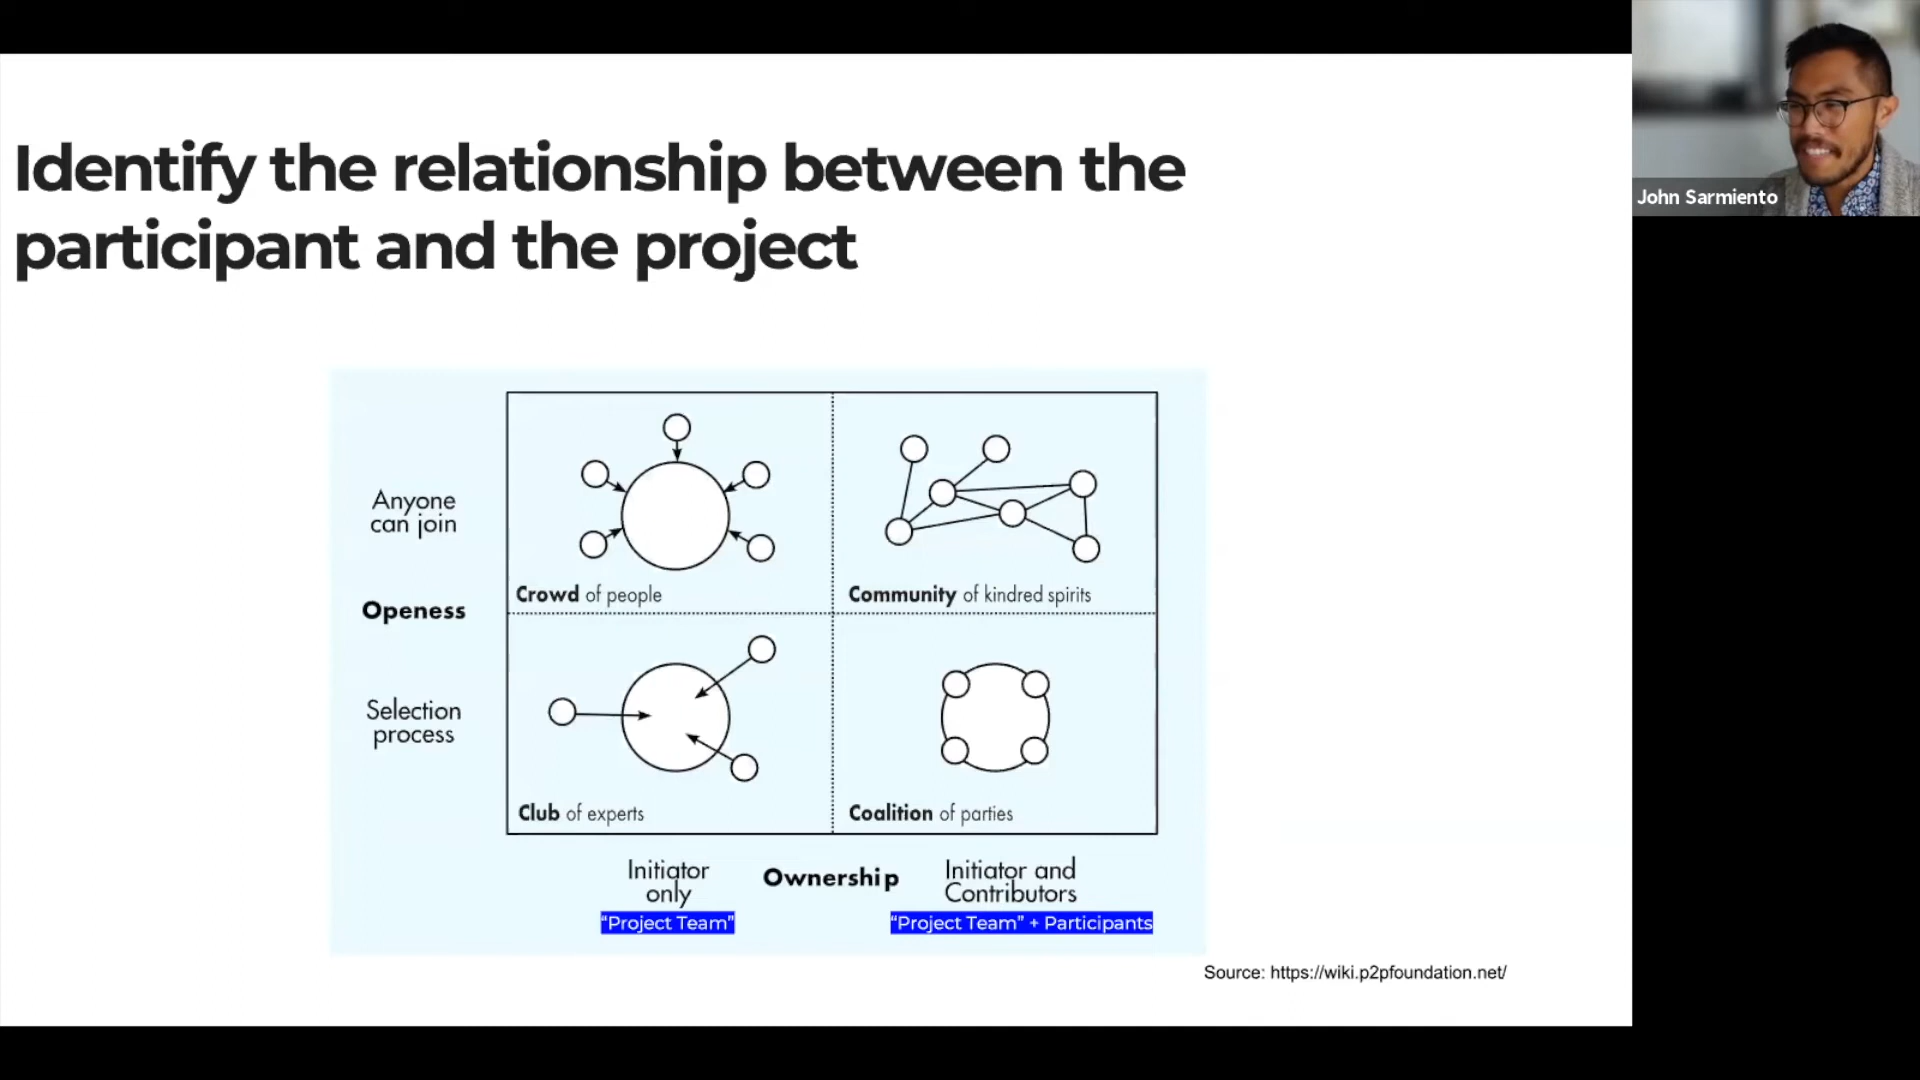 Identify the relationship between the
participant and the project
John Sarmiento
Anyone
can join
Openess
Selection
process
Crowd of people
Community of kindred spirits
Club of experts
Coalition of parties
Initiator
only
"Project Team"
Ownership
Initiator and
Contributors
“Project Team” + Participants
Source: https://wiki.p2pfoundation.net/